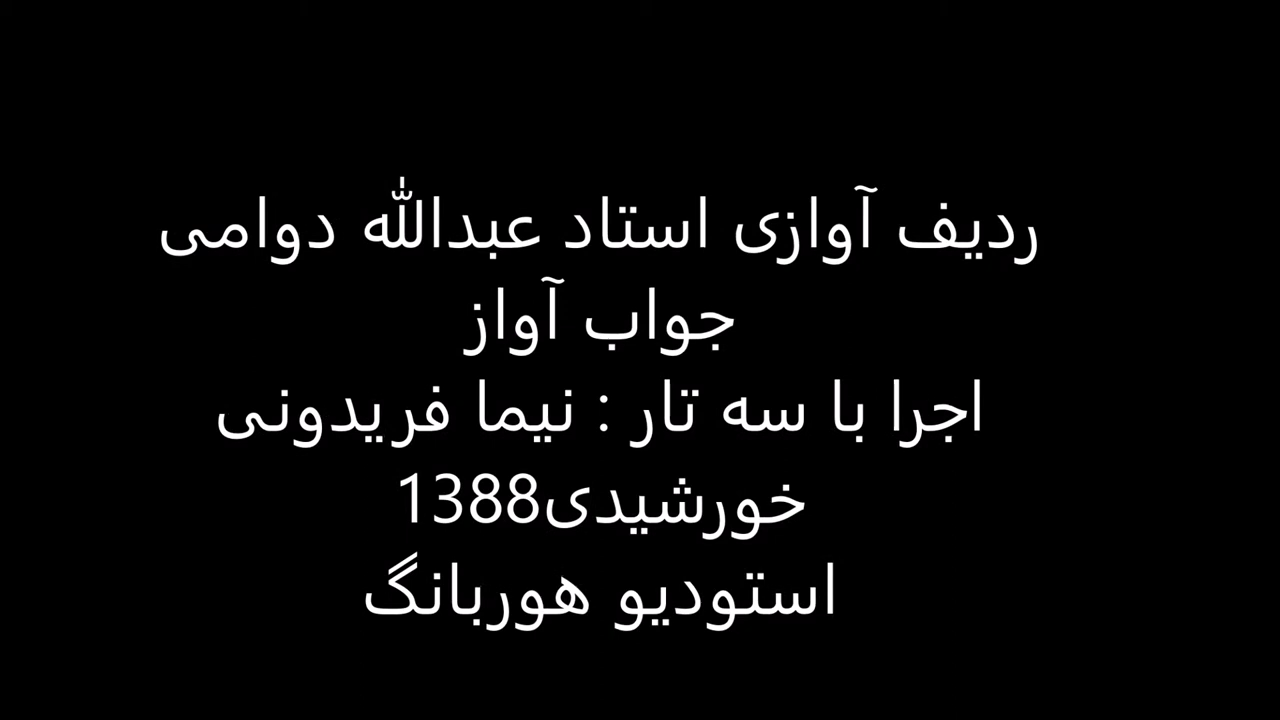 ردیف آوازی استاد عبدالله دوامی
جواب آواز
اجرا با سه تار : نیما فریدونی
خورشیدی1388
استودیو هوربانگ